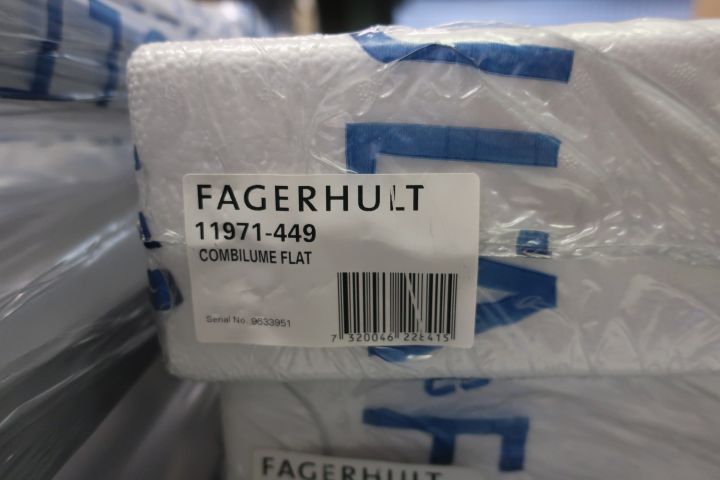 FAGERHULT
11971-449
COMBILUME FLAT
Serial No. 9633951
7 320046 228415
FAGERHULT